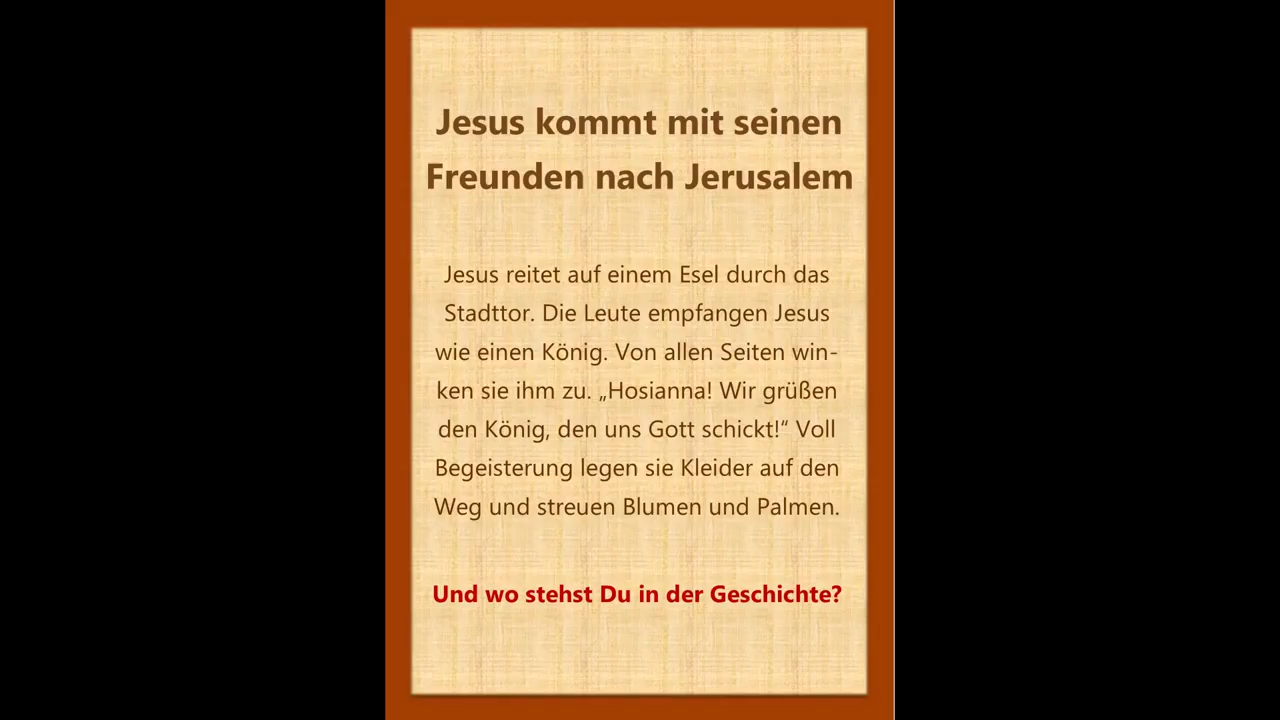 Jesus kommt mit seinen
Freunden nach Jerusalem
Jesus reitet auf einem Esel durch das
Stadttor. Die Leute empfangen Jesus
wie einen König. Von allen Seiten win-
ken sie ihm zu. „Hosianna! Wir grüßen
den König, den uns Gott schickt!“ Voll
Begeisterung legen sie Kleider auf den
Weg und streuen Blumen und Palmen.
Und wo stehst Du in der Geschichte?